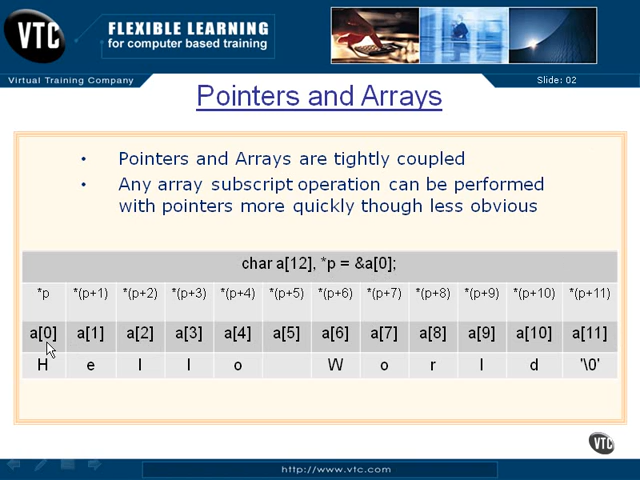 VTC
FLEXIBLE LEARNING
for computer based training
Virtual Training Company
Slide: 02
Pointers and Arrays
• Pointers and Arrays are tightly coupled
• Any array subscript operation can be performed
with pointers more quickly though less obvious
char a[12], *p = &a[0];
*p *(p+1) *(p+2) *(p+3) *(p+4) *(p+5) *(p+6) *(p+7) *(p+8) *(p+9) *(p+10) *(p+11)
a[0] a[1] a[2] a[3] a[4] a[5] a[6] a[7] a[8] a[9] a[10] a[11]
H e l l o W o r l d '\0'
VTC
http://www.vtc.com